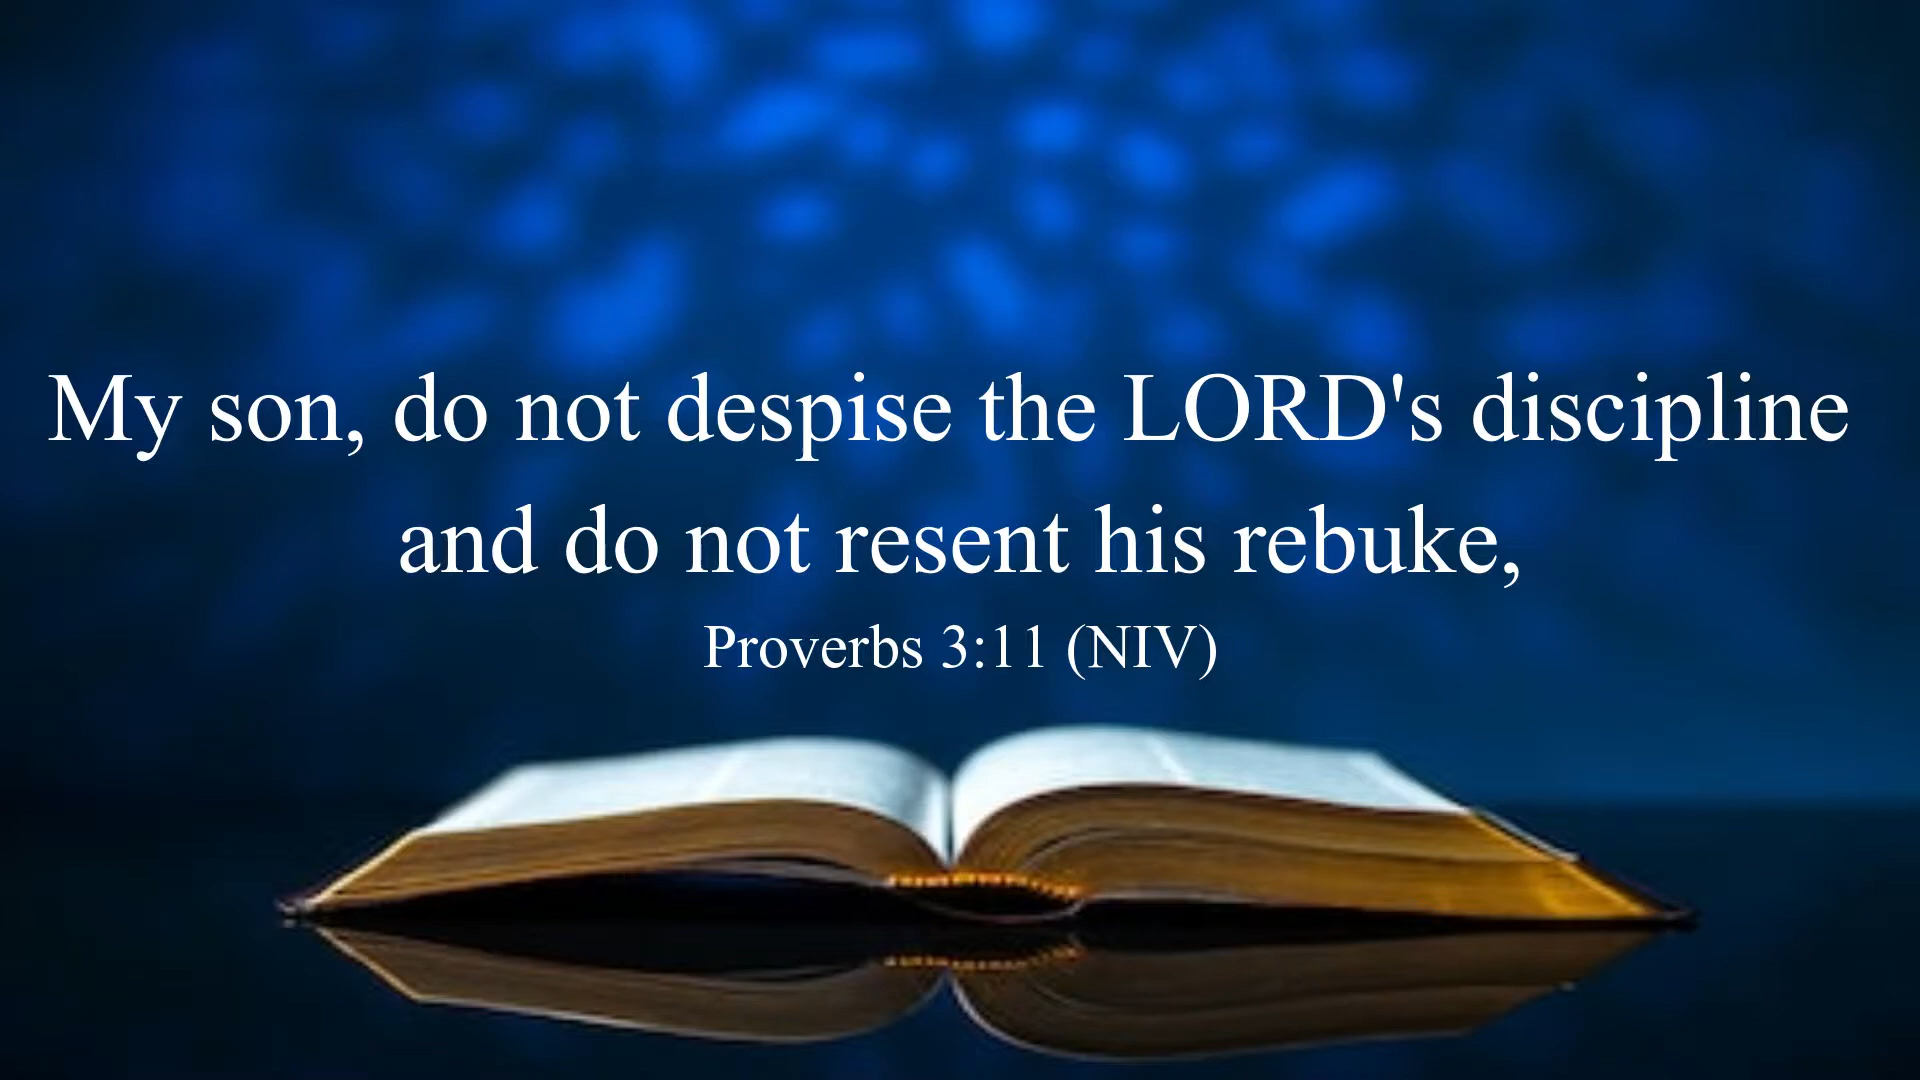 My son, do not despise the LORD's discipline
and do not resent his rebuke,
Proverbs 3:11 (NIV)